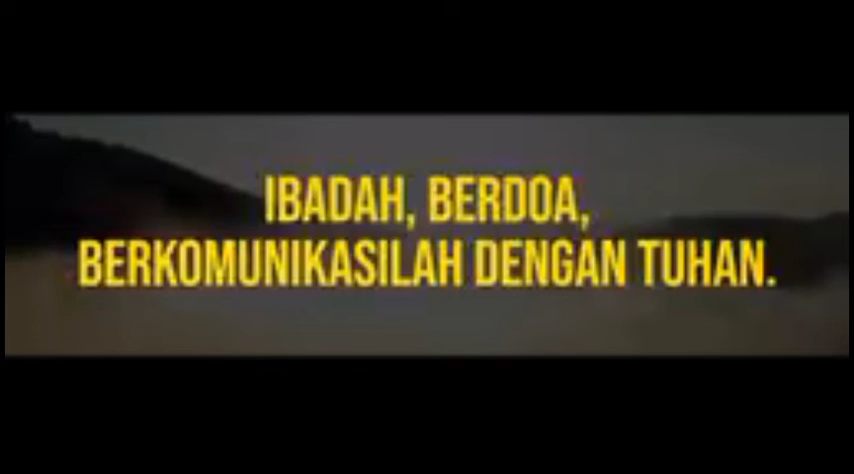 IBADAH, BERDOA,
BERKOMUNIKASILAH DENGAN TUHAN.